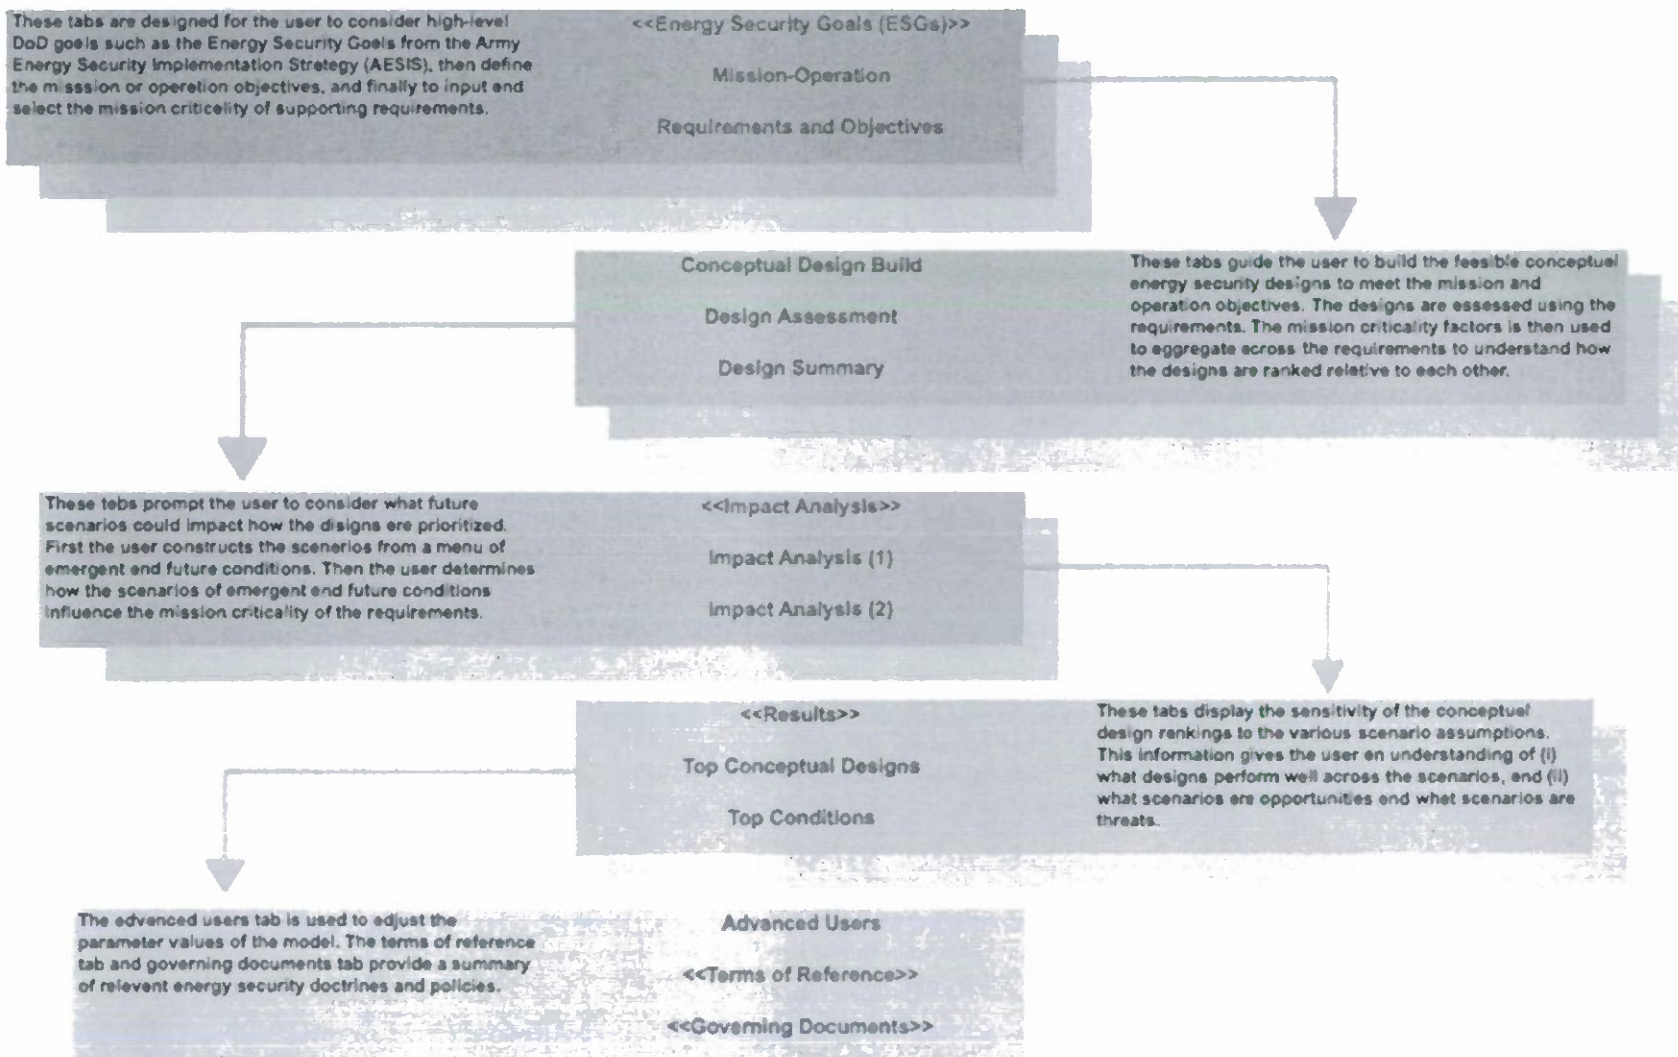 These tabs are designed for the user to consider high-level
DoD goals such as the Energy Security Goals from the Army
Energy Security Implementation Strategy (AESIS), then define
the misssion or operation objectives, and finally to input and
select the mission criticality of supporting requirements.
<<Energy Security Goals (ESGs)>>
Mission-Operation
Requirements and Objectives
Conceptual Design Build
Design Assessment
Design Summary
These tabs guide the user to build the feesible conceptual
energy security designs to meet the mission and
operation objectives. The designs are assessed using the
requirements. The mission criticality factors is then used
to aggregate across the requirements to understand how
the designs are ranked relative to each other.
These tabs prompt the user to consider what future
scenarios could impact how the disigns are prioritized.
First the user constructs the scenarios from a menu of
emergent and future conditions. Then the user determines
how the scenarios of emergent and future conditions
influence the mission criticality of the requirements.
<<Impact Analysis>>
Impact Analysis (1)
Impact Analysis (2)
<<Results>>
Top Conceptual Designs
Top Conditions
These tabs display the sensitivity of the conceptual
design rankings to the various scenario assumptions.
This information gives the user an understanding of (i)
what designs perform well across the scenarios, and (ii)
what scenarios are opportunities and what scenarios are
threats.
The advanced users tab is used to adjust the
parameter values of the model. The terms of reference
tab and governing documents tab provide a summary
of relevent energy security doctrines and policies.
Advanced Users
<<Terms of Reference>>
<<Governing Documents>>